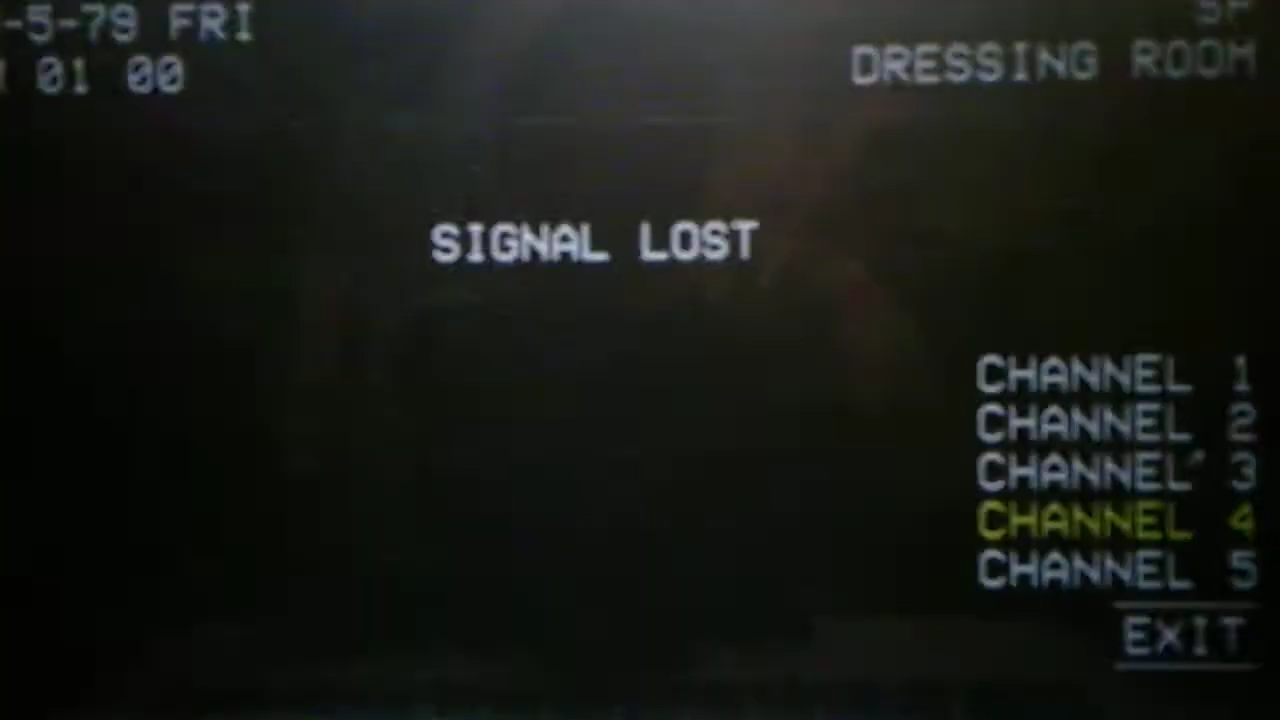 -5-79 FRI
01 00
SP
DRESSING ROOM
SIGNAL LOST
CHANNEL 1
CHANNEL 2
CHANNEL 3
CHANNEL 4
CHANNEL 5
EXIT